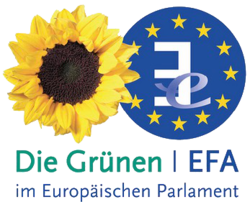 Die Grünen | EFA
im Europäischen Parlament